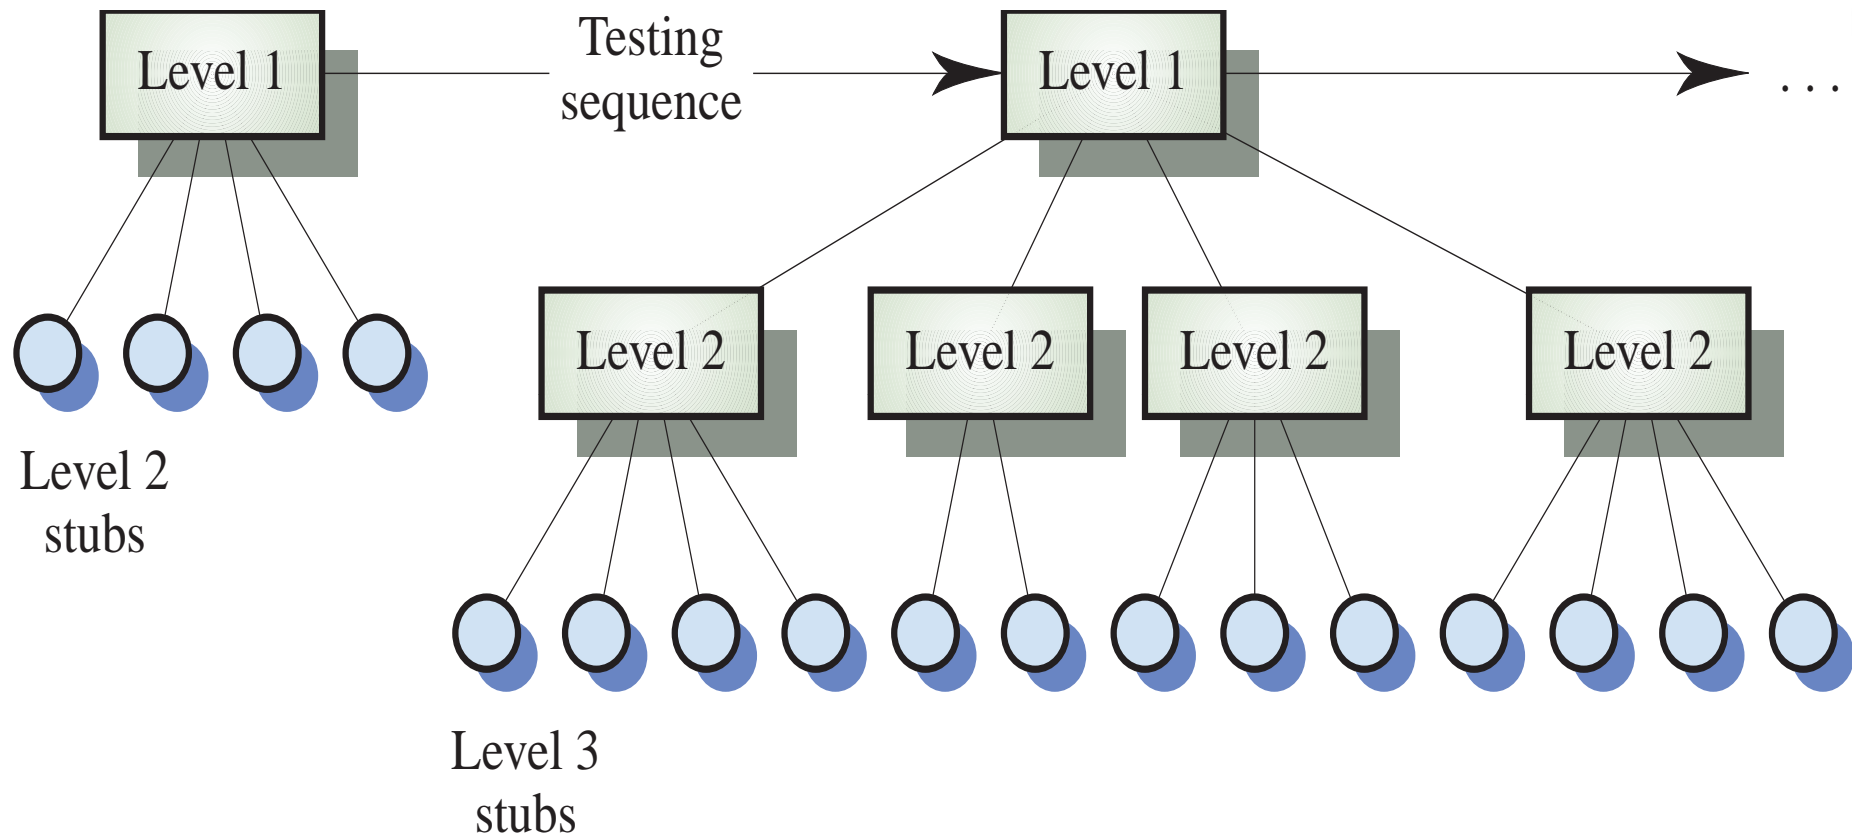 Level 1
Testing
sequence
Level 1
. . .
Level 2
Level 2
Level 2
Level 2
Level 2
stubs
Level 3
stubs